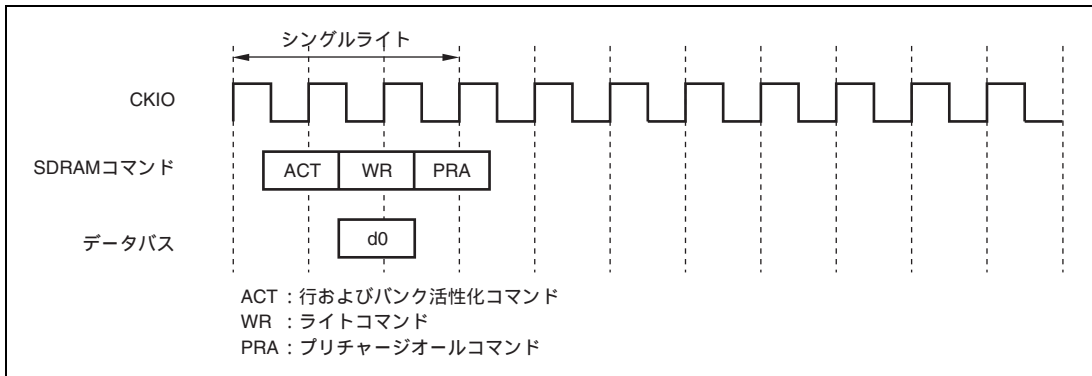 シングルライト
CKIO
SDRAMコマンド
ACT WR PRA
データバス
d0
ACT : 行およびバンク活性化コマンド
WR : ライトコマンド
PRA : プリチャージオールコマンド